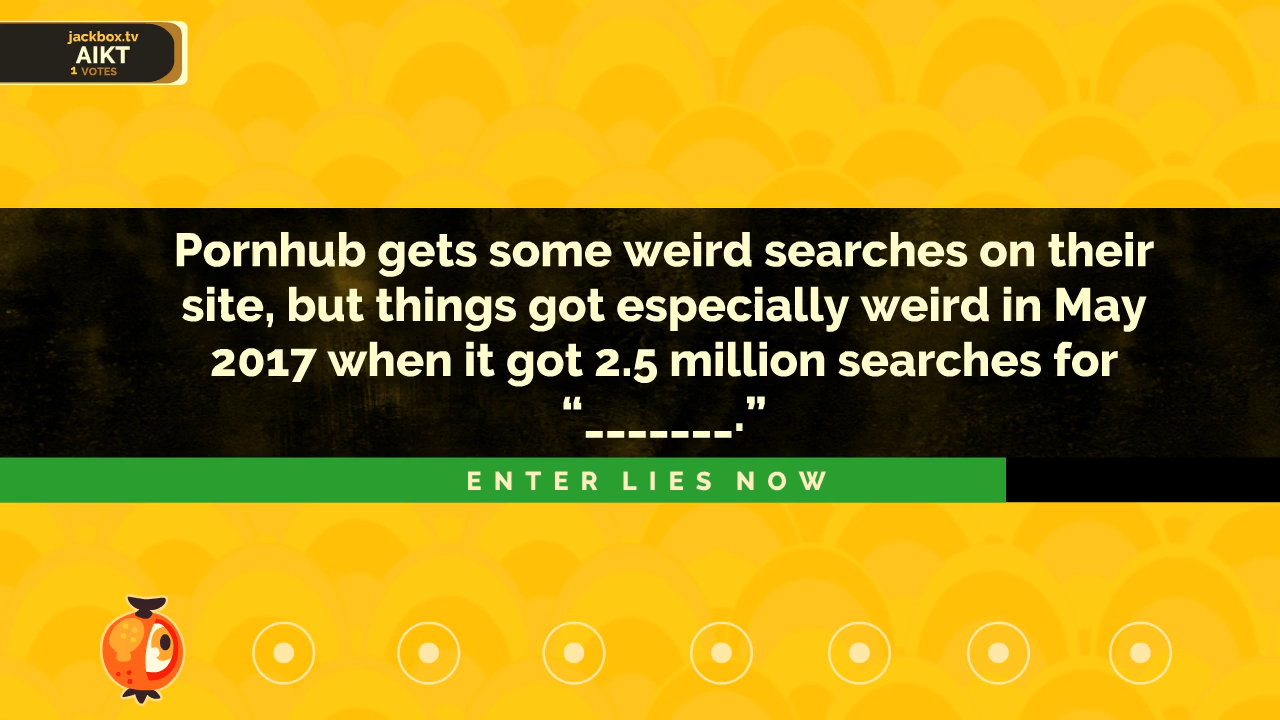 jackbox.tv
AIKT
1 VOTES
Pornhub gets some weird searches on their
site, but things got especially weird in May
2017 when it got 2.5 million searches for
“_______.”
ENTER LIES NOW